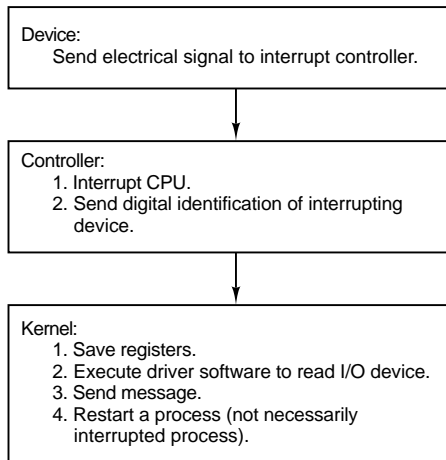 Device:
Send electrical signal to interrupt controller.
Controller:
1. Interrupt CPU.
2. Send digital identification of interrupting
device.
Kernel:
1. Save registers.
2. Execute driver software to read I/O device.
3. Send message.
4. Restart a process (not necessarily
interrupted process).